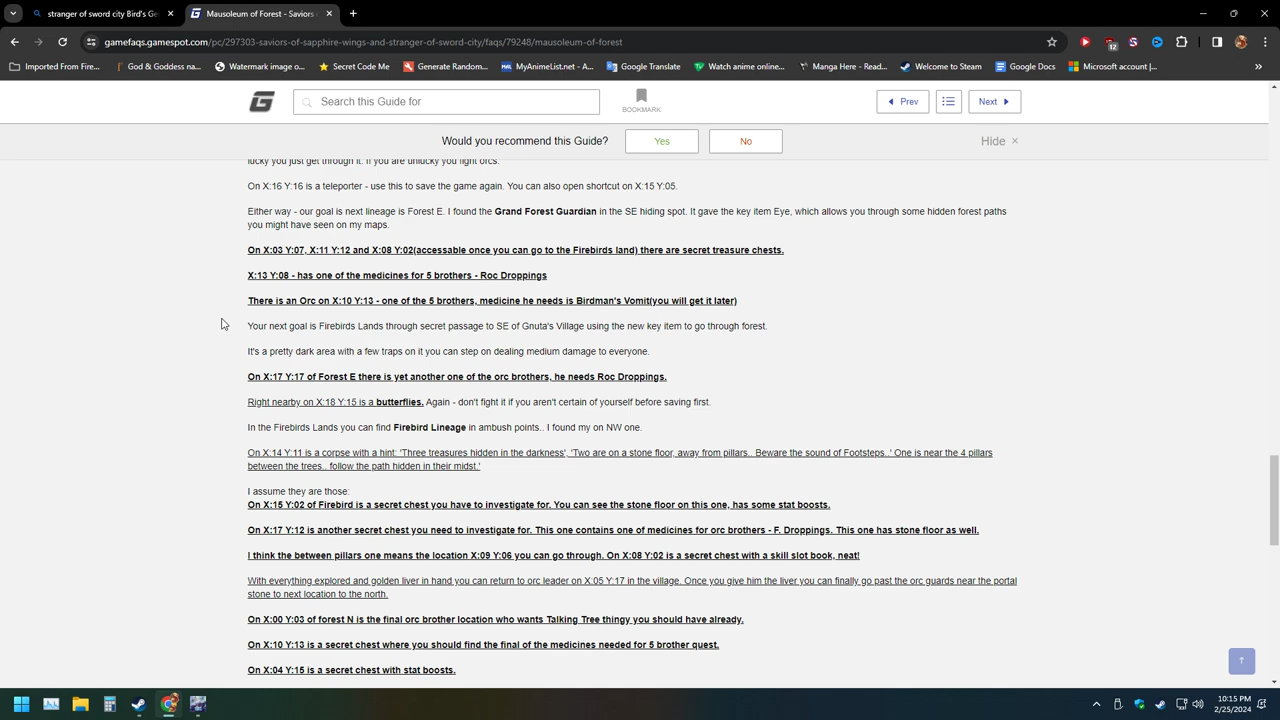 stranger of sword city Bird's Ge
Mausoleum of Forest - Saviors
gamefaqs.gamespot.com/pc/297303-saviors-of-sapphire-wings-and-stranger-of-sword-city/faqs/79248/mausoleum-of-forest
12
Imported From Fire...
God & Goddess na...
Watermark image o...
Secret Code Me
Generate Random...
MyAnimeList.net - A...
Google Translate
Watch anime online...
Manga Here - Read...
Welcome to Steam
Google Docs
Microsoft account |...
Search this Guide for
BOOKMARK
Prev
Next
Would you recommend this Guide?
Yes
No
Hide
lucky you just get through it. If you are unlucky you fight orcs.
On X:16 Y:16 is a teleporter - use this to save the game again. You can also open shortcut on X:15 Y:05.
Either way - our goal is next lineage is Forest E. I found the Grand Forest Guardian in the SE hiding spot. It gave the key item Eye, which allows you through some hidden forest paths
you might have seen on my maps.
On X:03 Y:07, X:11 Y:12 and X:08 Y:02(accessable once you can go to the Firebirds land) there are secret treasure chests.
X:13 Y:08 - has one of the medicines for 5 brothers - Roc Droppings
There is an Orc on X:10 Y:13 - one of the 5 brothers, medicine he needs is Birdman's Vomit(you will get it later)
Your next goal is Firebirds Lands through secret passage to SE of Gnuta's Village using the new key item to go through forest.
It's a pretty dark area with a few traps on it you can step on dealing medium damage to everyone.
On X:17 Y:17 of Forest E there is yet another one of the orc brothers, he needs Roc Droppings.
Right nearby on X:18 Y:15 is a butterflies. Again - don't fight it if you aren't certain of yourself before saving first.
In the Firebirds Lands you can find Firebird Lineage in ambush points.. I found my on NW one.
On X:14 Y:11 is a corpse with a hint: 'Three treasures hidden in the darkness', 'Two are on a stone floor, away from pillars.. Beware the sound of Footsteps..' One is near the 4 pillars
between the trees.. follow the path hidden in their midst.'
I assume they are those:
On X:15 Y:02 of Firebird is a secret chest you have to investigate for. You can see the stone floor on this one, has some stat boosts.
On X:17 Y:12 is another secret chest you need to investigate for. This one contains one of medicines for orc brothers - F. Droppings. This one has stone floor as well.
I think the between pillars one means the location X:09 Y:06 you can go through. On X:08 Y:02 is a secret chest with a skill slot book, neat!
With everything explored and golden liver in hand you can return to orc leader on X:05 Y:17 in the village. Once you give him the liver you can finally go past the orc guards near the portal
stone to next location to the north.
On X:00 Y:03 of forest N is the final orc brother location who wants Talking Tree thingy you should have already.
On X:10 Y:13 is a secret chest where you should find the final of the medicines needed for 5 brother quest.
On X:04 Y:15 is a secret chest with stat boosts.
10:15 PM
2/25/2024